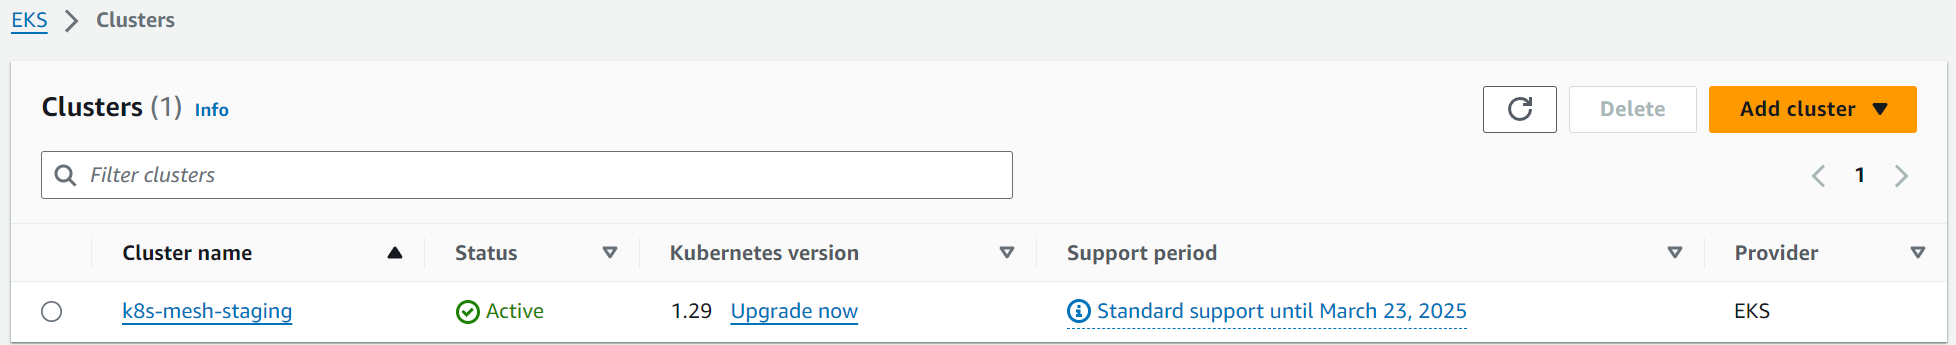 EKS > Clusters
Clusters (1) Info
Delete
Add cluster
Filter clusters
1
Cluster name Status Kubernetes version Support period Provider
k8s-mesh-staging Active 1.29 Upgrade now Standard support until March 23, 2025 EKS